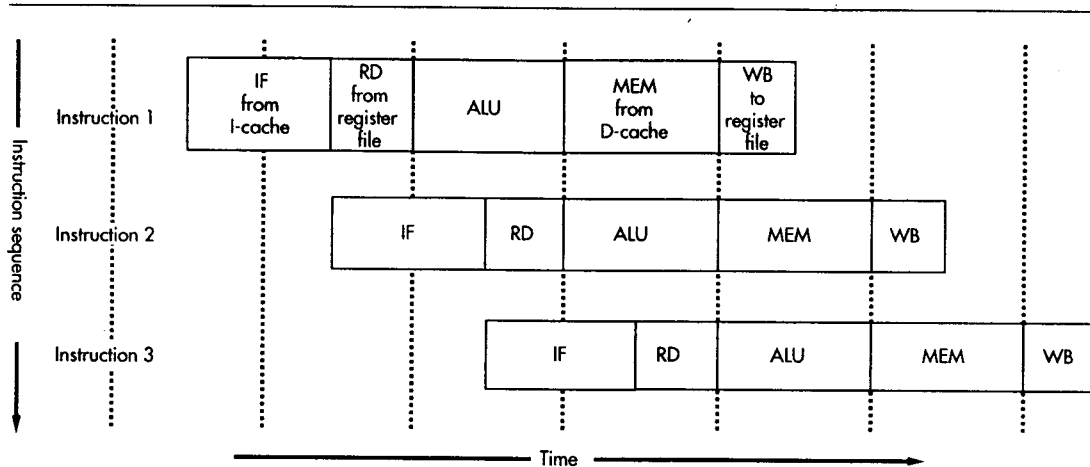 IF
from
I-cache
RD
from
register
file
ALU
MEM
from
D-cache
WB
to
register
file
Instruction 1
Instruction 2
IF
RD
ALU
MEM
WB
Instruction 3
IF
RD
ALU
MEM
WB
Instruction sequence
Time